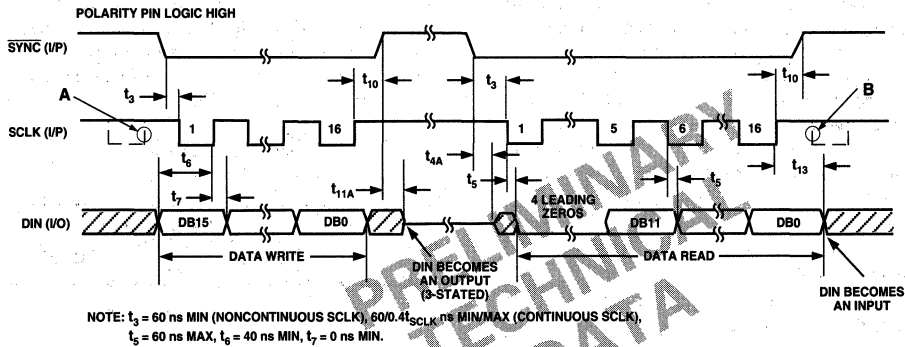 POLARITY PIN LOGIC HIGH
SYNC (I/P)
t10
t3
t3
t10
A
B
SCLK (I/P)
1
16
1
5
6
16
t6
t4A
t13
t7
t11A
t5
t5
4 LEADING
ZEROS
DIN (I/O)
DB15
DB0
DB11
DB0
DATA WRITE
DIN BECOMES
AN OUTPUT
(3-STATED)
DATA READ
DIN BECOMES
AN INPUT
PRELIMINARY
TECHNICAL
DATA
NOTE: t3 = 60 ns MIN (NONCONTINUOUS SCLK), 60/0.4tSCLK ns MIN/MAX (CONTINUOUS SCLK),
t5 = 60 ns MAX, t6 = 40 ns MIN, t7 = 0 ns MIN.